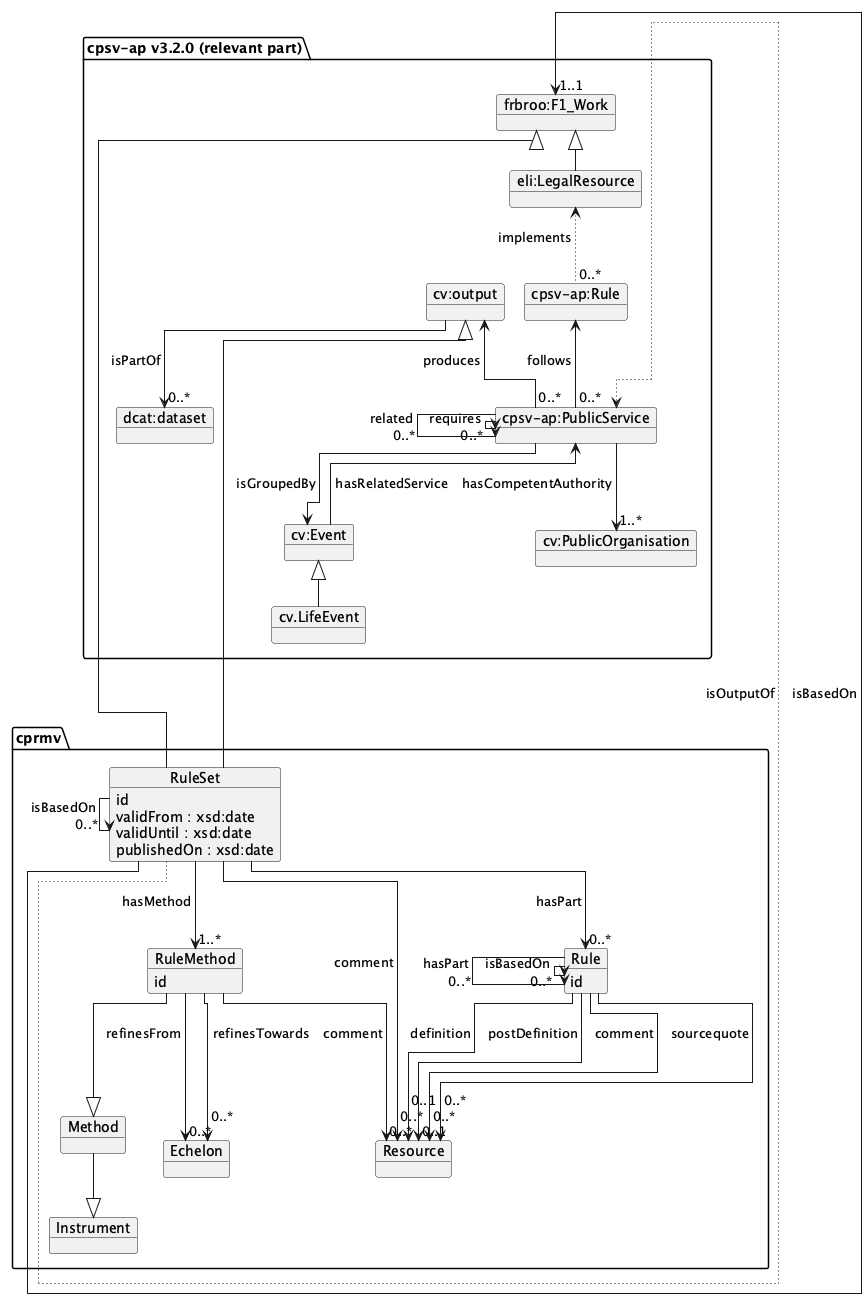 cpsv-ap v3.2.0 (relevant part)
1..1
frbroo:F1_Work
eli:LegalResource
implements
0..*
cv:output
cpsv-ap:Rule
isPartOf
produces
follows
0..*
0..*
0..*
dcat:dataset
cpsv-ap:PublicService
related
requires
0..*
0..*
isGroupedBy
hasRelatedService
hasCompetentAuthority
1..*
cv:Event
cv:PublicOrganisation
cv.LifeEvent
isOutputOf
isBasedOn
cprmv
RuleSet
id
validFrom : xsd:date
validUntil : xsd:date
publishedOn : xsd:date
isBasedOn
0..*
hasMethod
hasPart
1..*
0..*
RuleMethod
id
comment
Rule
id
hasPart
isBasedOn
0..*
0..*
refinesFrom
refinesTowards
comment
definition
postDefinition
comment
sourcequote
0..1
0..*
0..*
0..*
0..*
0..*
0..*
0..1
Method
Echelon
Resource
Instrument